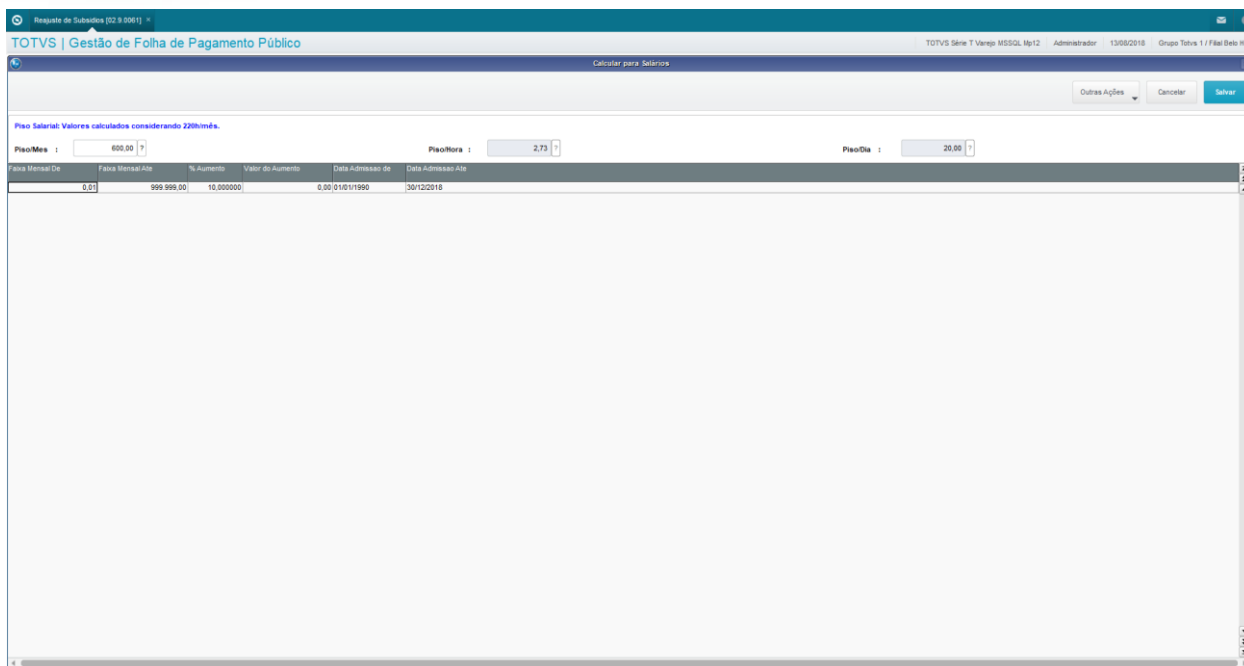 Reajuste de Subsidios [02.9.0061] ×
TOTVS | Gestão de Folha de Pagamento Público
TOTVS Série T Varejo MSSQL Mp12 Administrador 13/08/2018 Grupo Totvs 1 / Filial Belo H
Calcular para Salários
Outras Ações Cancelar Salvar
Piso Salarial: Valores calculados considerando 220h/mês.
Piso/Mes : 600,00 ? Piso/Hora : 2,73 ? Piso/Dia : 20,00 ?
Faixa Mensal De Faixa Mensal Ate % Aumento Valor do Aumento Data Admissao de Data Admissao Ate
0,01 999.999,00 10,000000 0,00 01/01/1990 30/12/2018